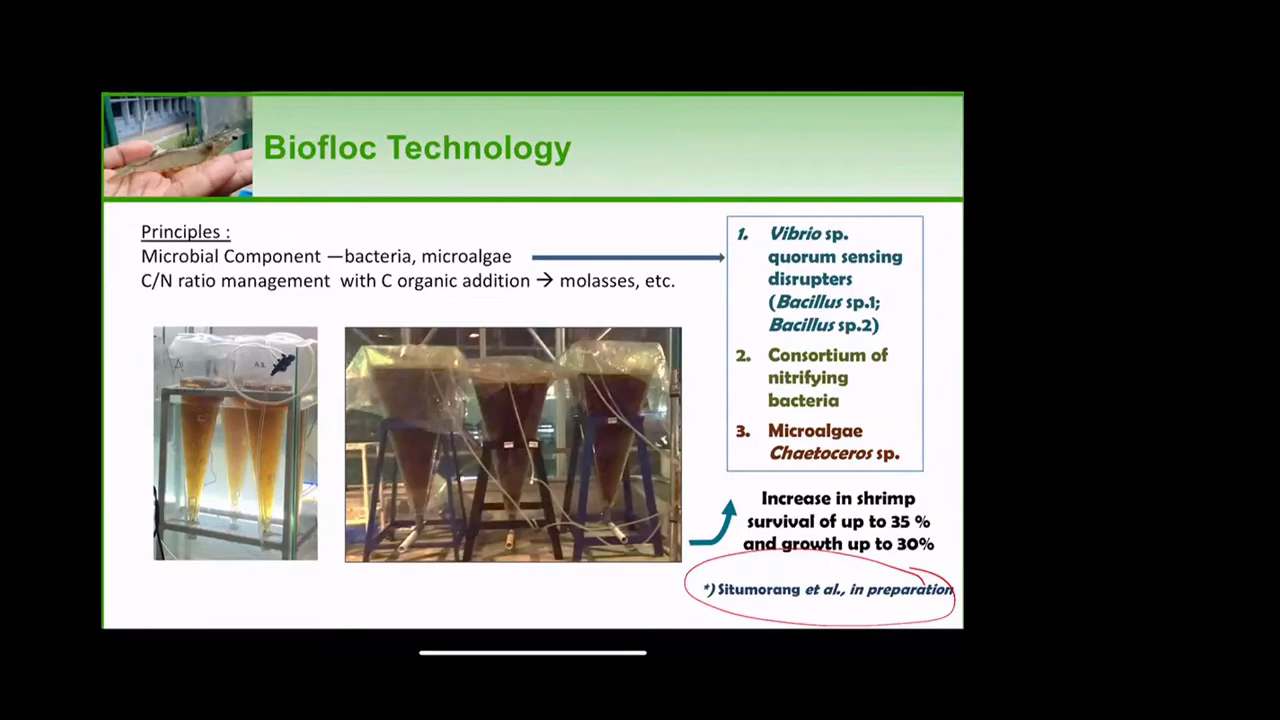 Biofloc Technology
Principles :
Microbial Component —bacteria, microalgae
C/N ratio management with C organic addition → molasses, etc.
1. Vibrio sp.
quorum sensing
disrupters
(Bacillus sp.1;
Bacillus sp.2)
2. Consortium of
nitrifying
bacteria
3. Microalgae
Chaetoceros sp.
Increase in shrimp
survival of up to 35 %
and growth up to 30%
*) Situmorang et al., in preparation